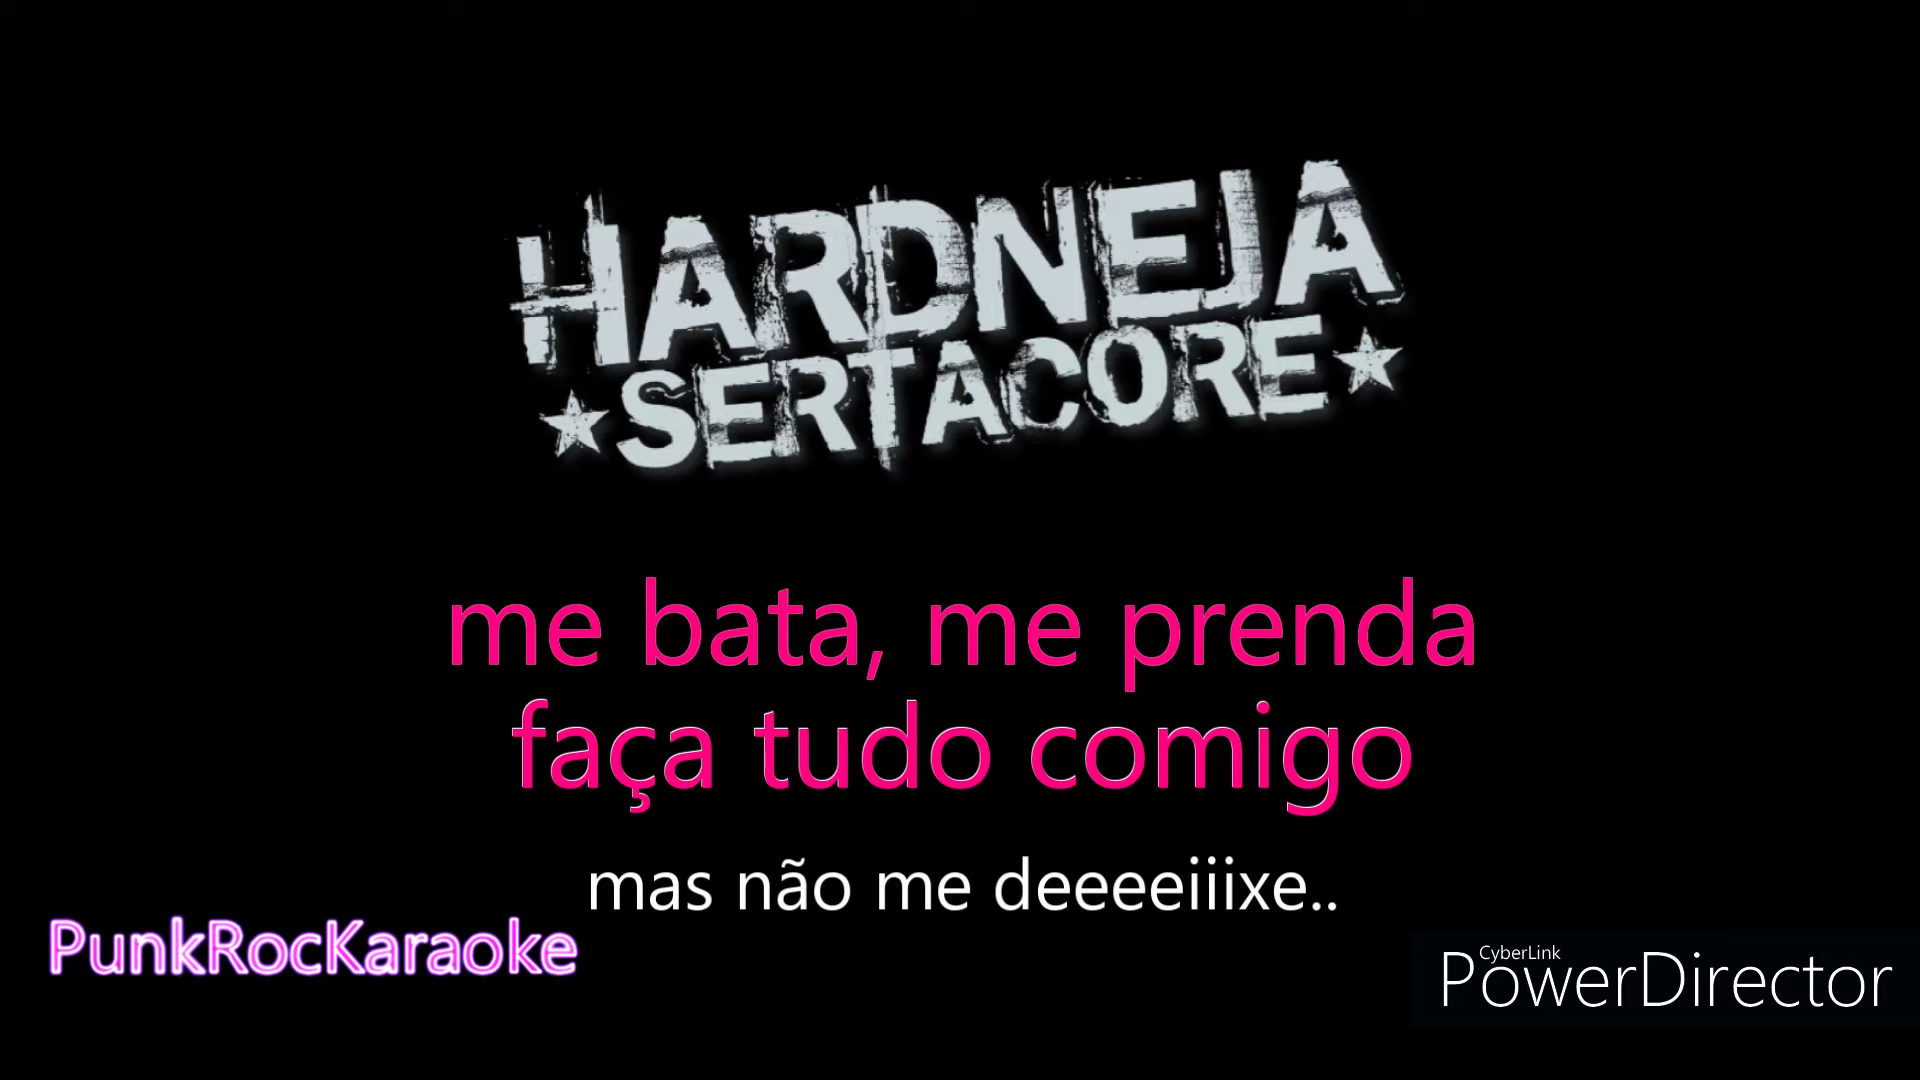 HARDNEJA
SERTACORE
me bata, me prenda
faça tudo comigo
mas não me deeeeiiixe..
PunkRocKaraoke
CyberLink
PowerDirector